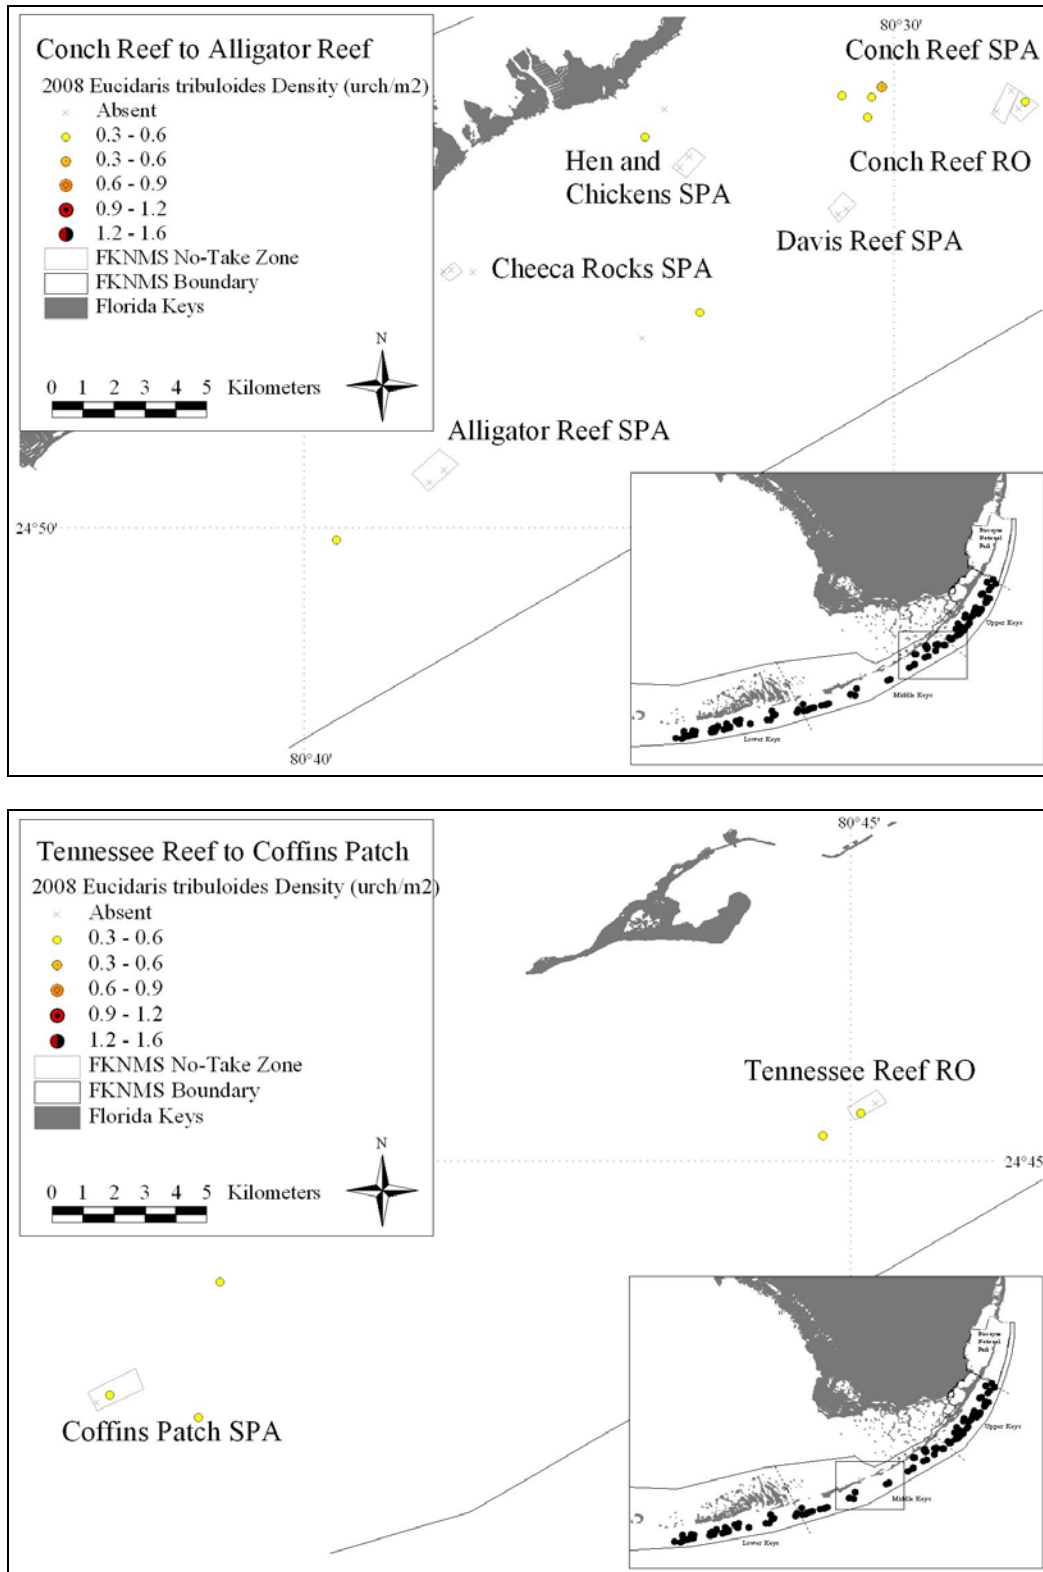 Conch Reef to Alligator Reef
2008 Eucidaris tribuloides Density (urch/m2)
Absent
0.3 - 0.6
0.3 - 0.6
0.6 - 0.9
0.9 - 1.2
1.2 - 1.6
FKNMS No-Take Zone
FKNMS Boundary
Florida Keys
N
0 1 2 3 4 5 Kilometers
80°30'
Conch Reef SPA
Conch Reef RO
Hen and
Chickens SPA
Davis Reef SPA
Cheeca Rocks SPA
Alligator Reef SPA
24°50'
80°40'
Biscayne
National
Park
Upper Keys
Middle Keys
Lower Keys
Tennessee Reef to Coffins Patch
2008 Eucidaris tribuloides Density (urch/m2)
Absent
0.3 - 0.6
0.3 - 0.6
0.6 - 0.9
0.9 - 1.2
1.2 - 1.6
FKNMS No-Take Zone
FKNMS Boundary
Florida Keys
N
0 1 2 3 4 5 Kilometers
80°45'
Tennessee Reef RO
24°45'
Coffins Patch SPA
Biscayne
National
Park
Upper Keys
Middle Keys
Lower Keys